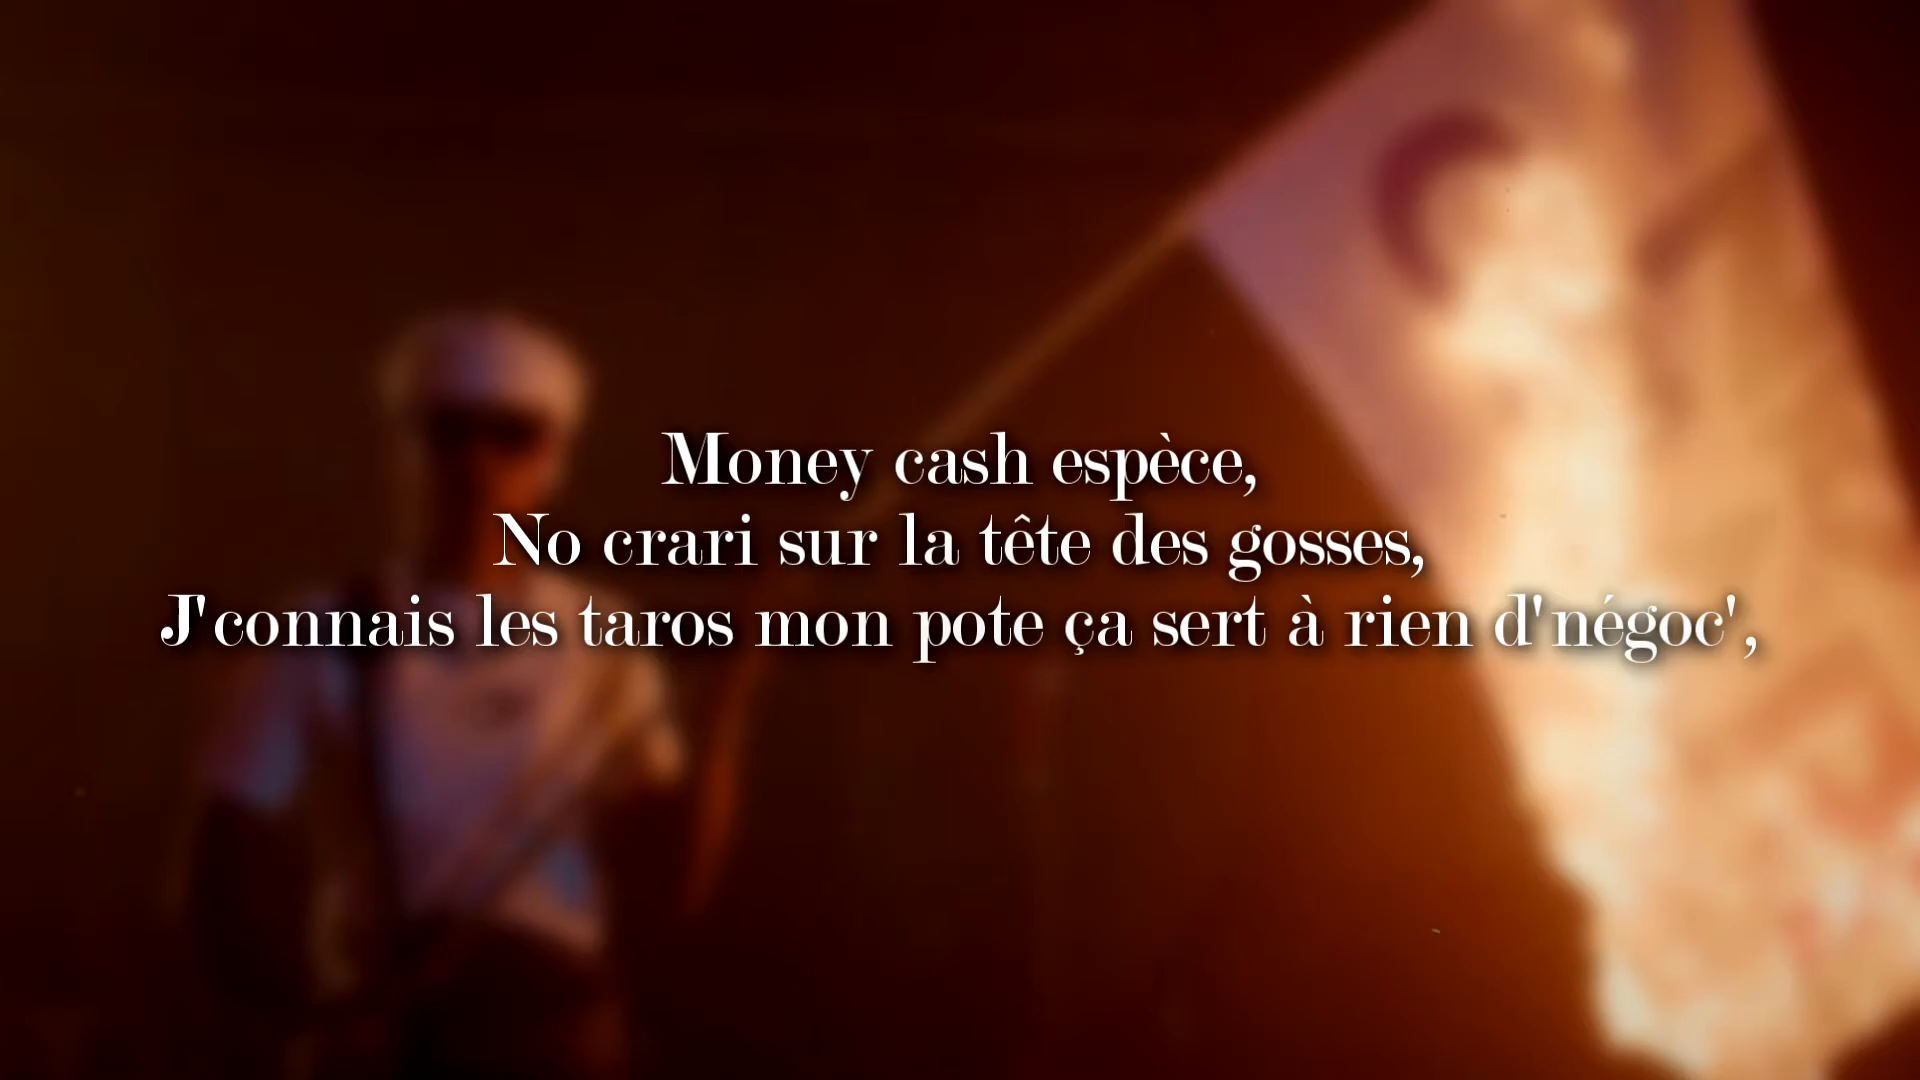 Money cash espèce,
No crari sur la tête des gosses,
J'connais les taros mon pote ça sert à rien d'négoc',